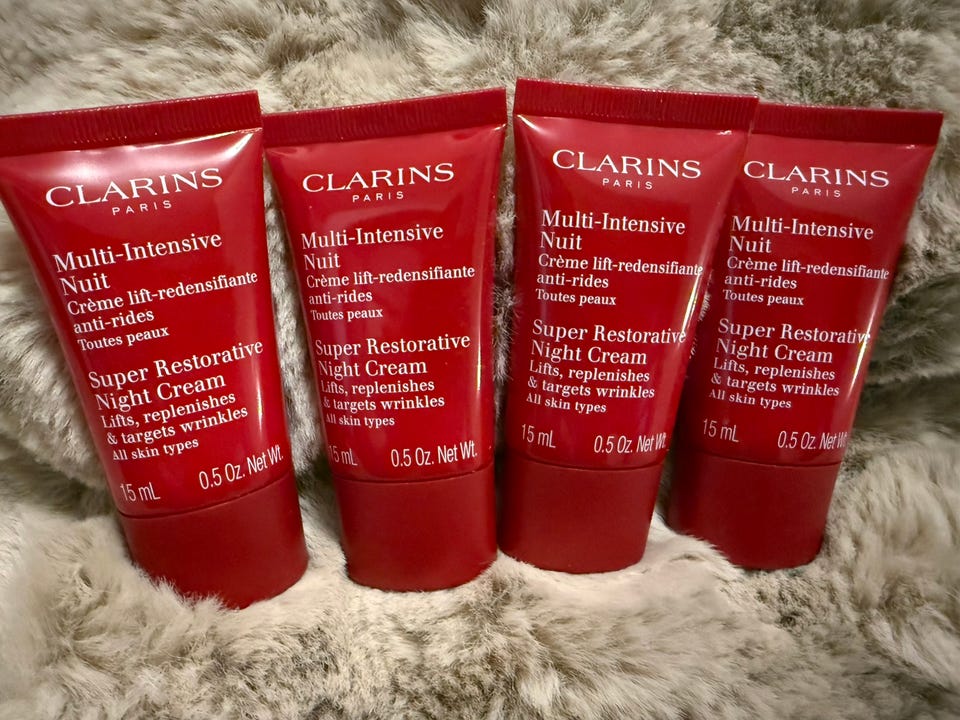 CLARINS
PARIS
Multi-Intensive
Nuit
Crème lift-redensifiante
anti-rides
Toutes peaux
Super Restorative
Night Cream
Lifts, replenishes
& targets wrinkles
All skin types
15 mL 0.5 Oz. Net Wt.
CLARINS
PARIS
Multi-Intensive
Nuit
Crème lift-redensifiante
anti-rides
Toutes peaux
Super Restorative
Night Cream
Lifts, replenishes
& targets wrinkles
All skin types
15 mL 0.5 Oz. Net Wt.
CLARINS
PARIS
Multi-Intensive
Nuit
Crème lift-redensifiante
anti-rides
Toutes peaux
Super Restorative
Night Cream
Lifts, replenishes
& targets wrinkles
All skin types
15 mL 0.5 Oz. Net Wt.
CLARINS
PARIS
Multi-Intensive
Nuit
Crème lift-redensifiante
anti-rides
Toutes peaux
Super Restorative
Night Cream
Lifts, replenishes
& targets wrinkles
All skin types
15 mL 0.5 Oz. Net Wt.